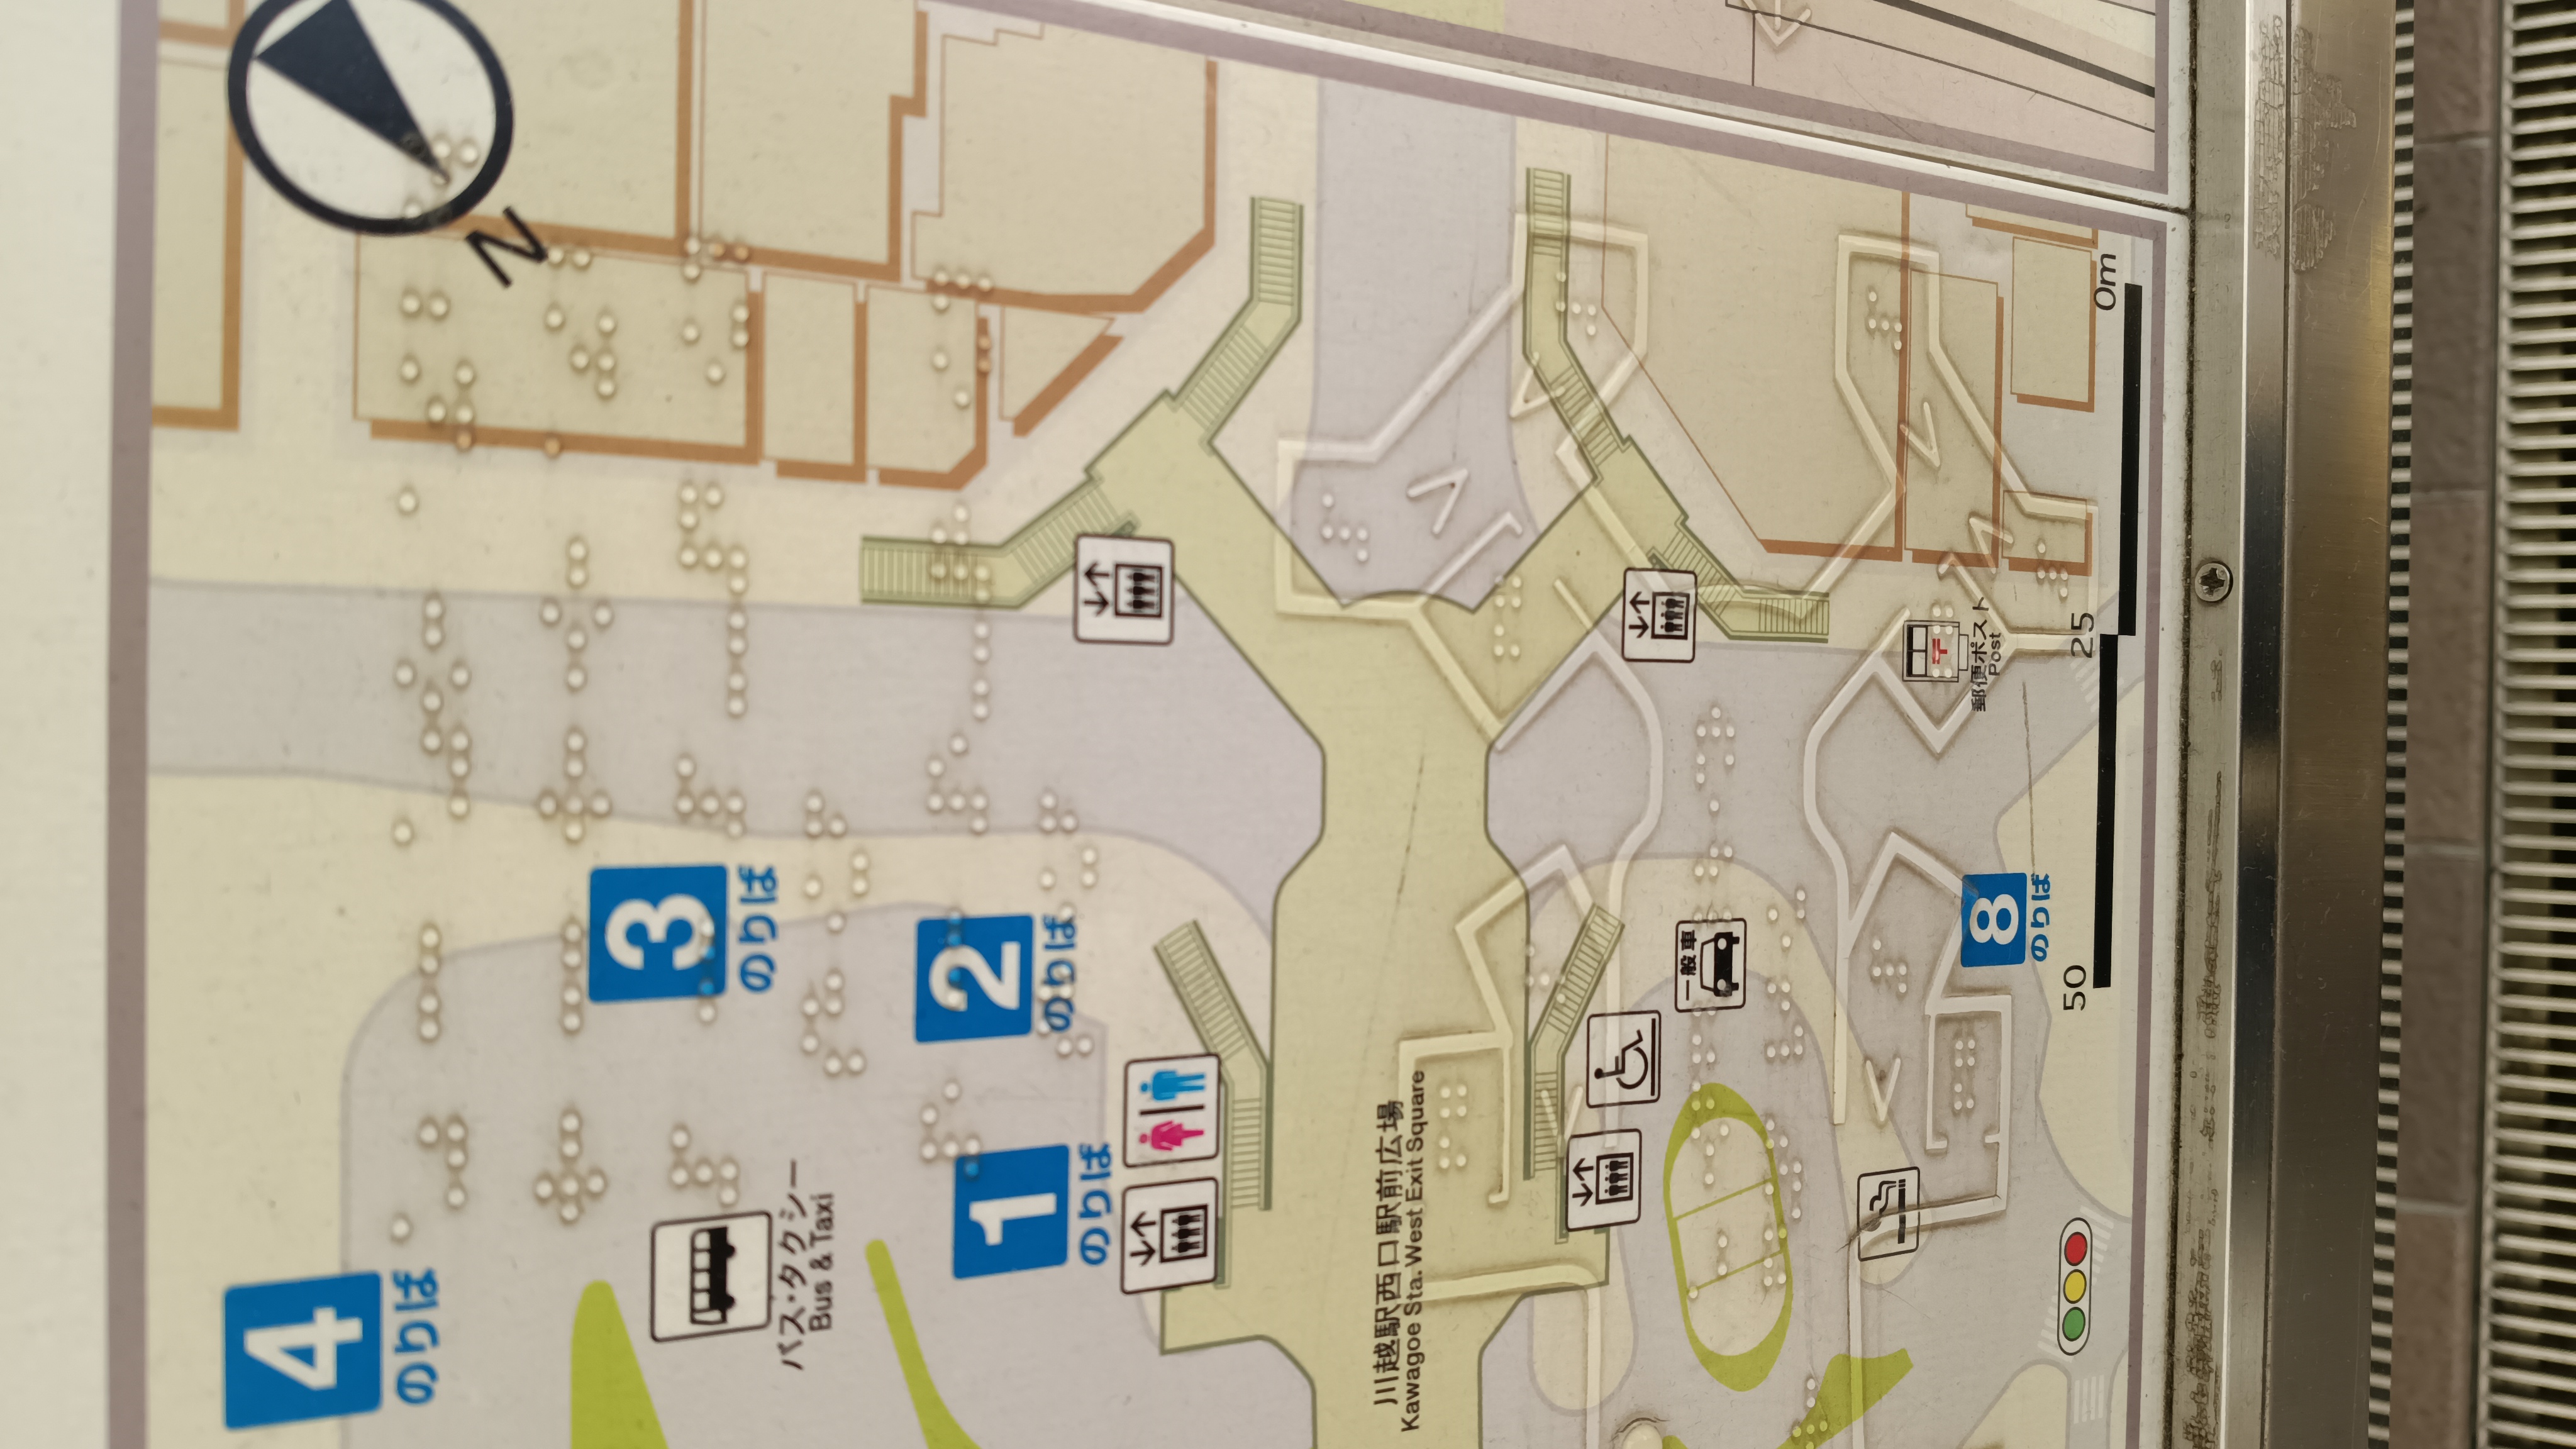 4
のりば
N
3
のりば
バス・タクシー
Bus & Taxi
1
のりば
2
のりば
川越駅西口駅前広場
Kawagoe Sta. West Exit Square
一般車
郵便ポスト
Post
8
のりば
50
25
0m